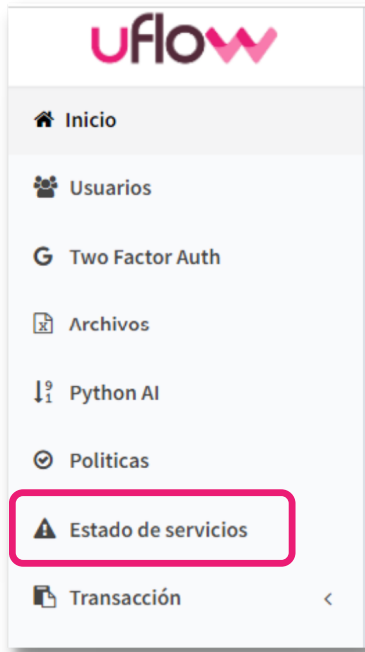 uflow
Inicio
Usuarios
Two Factor Auth
Archivos
Python AI
Politicas
Estado de servicios
Transacción